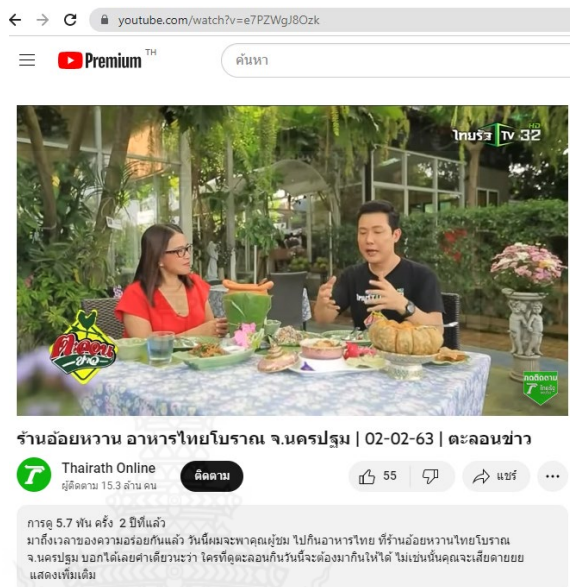 youtube.com/watch?v=e7PZWgJ8Ozk
Premium TH
ค้นหา
ไทยรัฐ TV 32 HD
ตะลอน
ข่าว
กดติดตาม
ร้านอ้อยหวาน อาหารไทยโบราณ จ.นครปฐม | 02-02-63 | ตะลอนข่าว
Thairath Online
ผู้ติดตาม 15.3 ล้าน คน
ติดตาม
55
แชร์
การดู 5.7 พัน ครั้ง 2 ปีที่แล้ว
มาถึงเวลาของความอร่อยกันแล้ว วันนี้ผมจะพาคุณผู้ชม ไปกินอาหารไทย ที่ร้านอ้อยหวานไทยโบราณ
จ.นครปฐม บอกได้เลยคำเดียวนะว่า ใครที่ดูตะลอนกินวันนี้จะต้องมากินให้ได้ ไม่เช่นนั้นคุณจะเสียดายยย
แสดงเพิ่มเติม